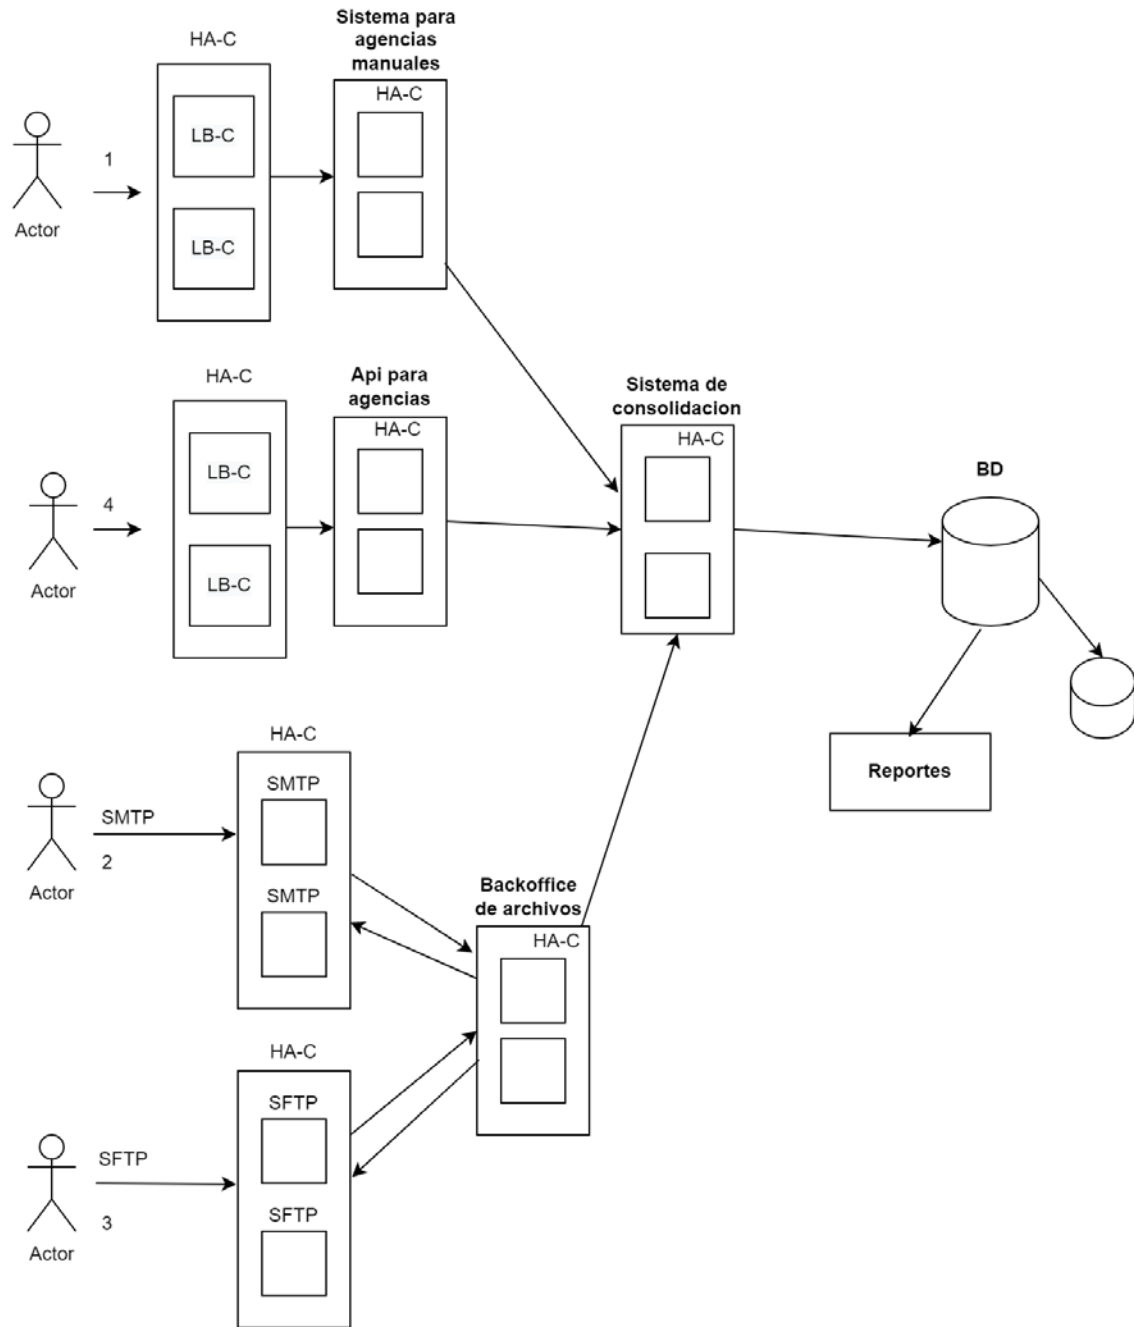 HA-C
Sistema para
agencias
manuales
HA-C
LB-C
LB-C
1
Actor
HA-C
Api para
agencias
HA-C
LB-C
LB-C
4
Actor
Sistema de
consolidacion
HA-C
BD
Reportes
HA-C
SMTP
SMTP
SMTP
2
Actor
Backoffice
de archivos
HA-C
HA-C
SFTP
SFTP
SFTP
3
Actor